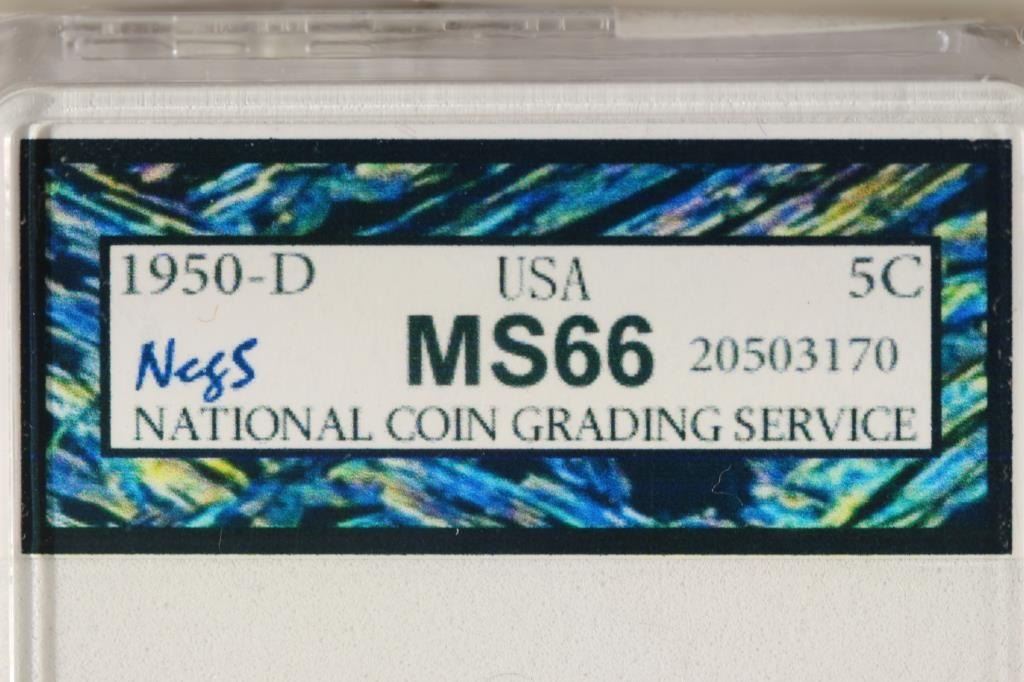 1950-D USA 5C
NcgS MS66 20503170
NATIONAL COIN GRADING SERVICE